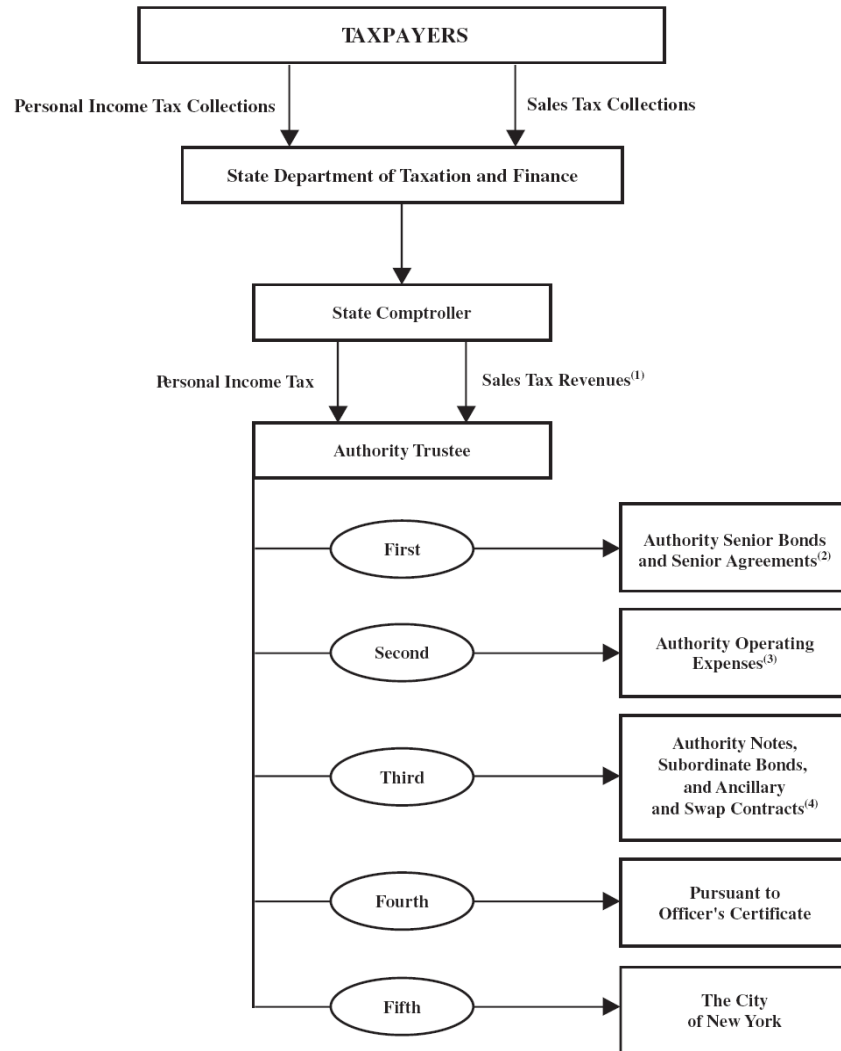 TAXPAYERS
Personal Income Tax Collections
Sales Tax Collections
State Department of Taxation and Finance
State Comptroller
Personal Income Tax
Sales Tax Revenues(1)
Authority Trustee
First
Authority Senior Bonds
and Senior Agreements(2)
Second
Authority Operating
Expenses(3)
Third
Authority Notes,
Subordinate Bonds,
and Ancillary
and Swap Contracts(4)
Fourth
Pursuant to
Officer's Certificate
Fifth
The City
of New York